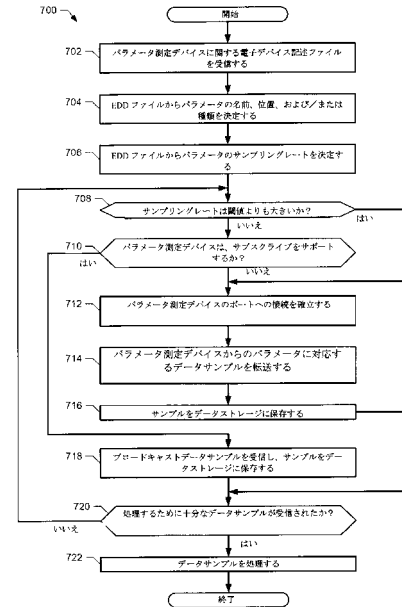 700
開始
702
パラメータ測定デバイスに関する電子デバイス記述ファイル
を受信する
704
EDD ファイルからパラメータの名前、位置、および/または
種類を決定する
706
EDD ファイルからパラメータのサンプリングレートを決定す
る
708
サンプリングレートは閾値よりも大きいか?
はい
いいえ
710
パラメータ測定デバイスは、サブスクライブをサポート
するか?
はい
いいえ
712
パラメータ測定デバイスのポートへの接続を確立する
714
パラメータ測定デバイスからのパラメータに対応す
るデータサンプルを転送する
716
サンプルをデータストレージに保存する
718
ブロードキャストデータサンプルを受信し、サンプルをデー
タストレージに保存する
720
処理するために十分なデータサンプルが受信されたか?
いいえ
はい
722
データサンプルを処理する
終了